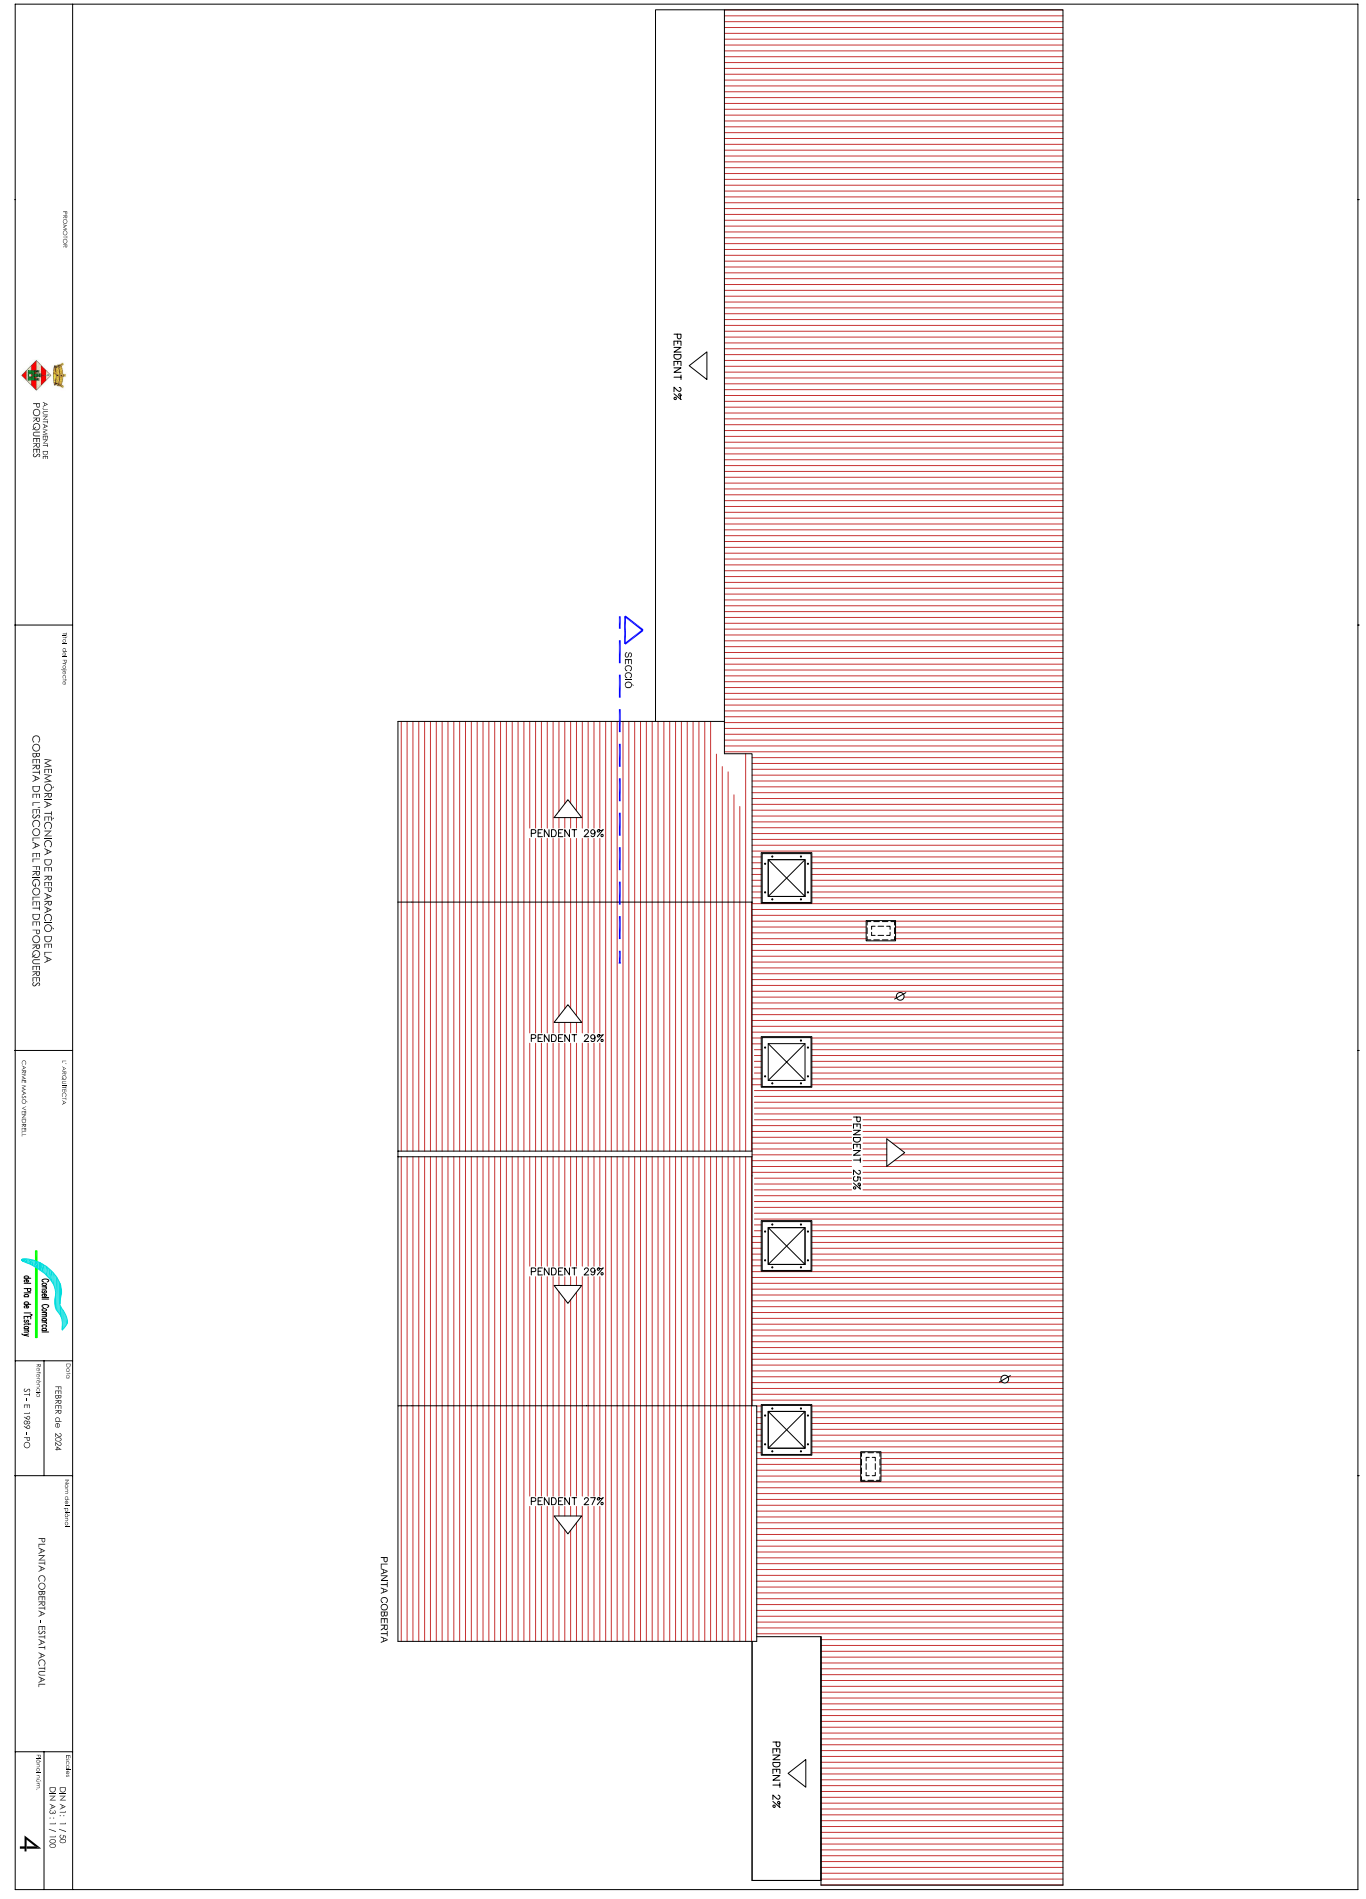 PENDENT 2%
SECCIÓ
PENDENT 29%
PENDENT 29%
PENDENT 25%
PENDENT 29%
PENDENT 27%
PENDENT 2%
PLANTA COBERTA
PROMOTOR
AJUNTAMENT DE
PORQUERES
Títol del Projecte
MEMÒRIA TÈCNICA DE REPARACIÓ DE LA
COBERTA DE L'ESCOLA EL FRIGOLET DE PORQUERES
L' ARQUITECTA
CARME MASÓ VENDRELL
Consell Comarcal
del Pla de l'Estany
Data
FEBRER de 2024
Referència
ST - E 1989 - PO
Nom del plànol
PLANTA COBERTA - ESTAT ACTUAL
Escales
DIN A1: 1 / 50
DIN A3 : 1 / 100
Plànol núm.
4